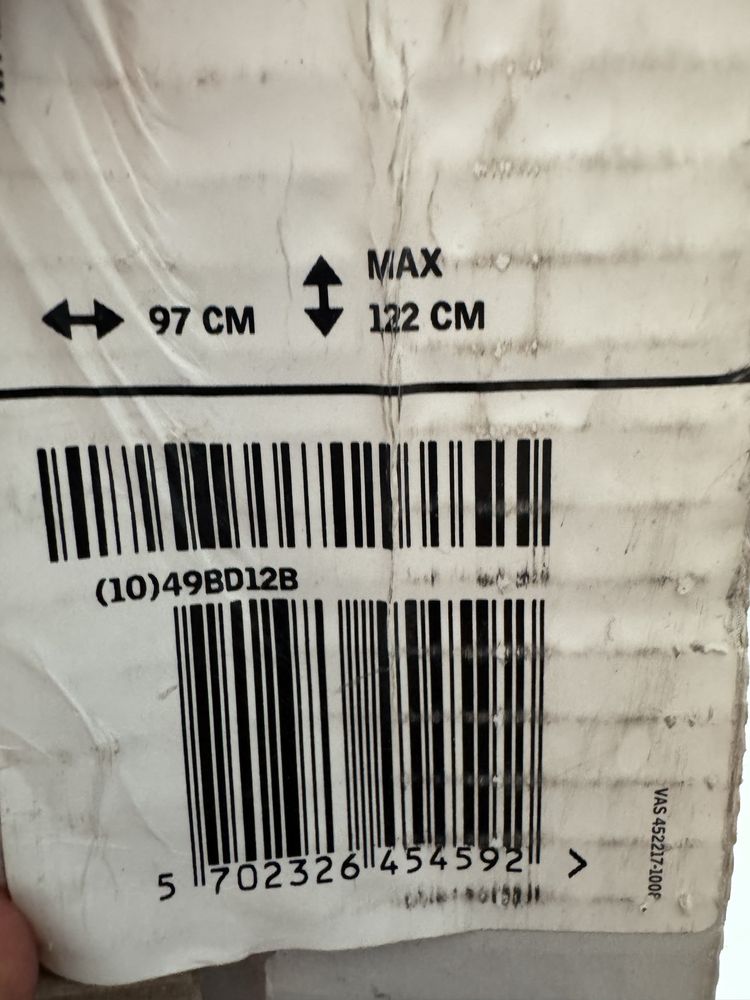 97 CM
MAX
122 CM
(10)49BD12B
5 702326 454592 >